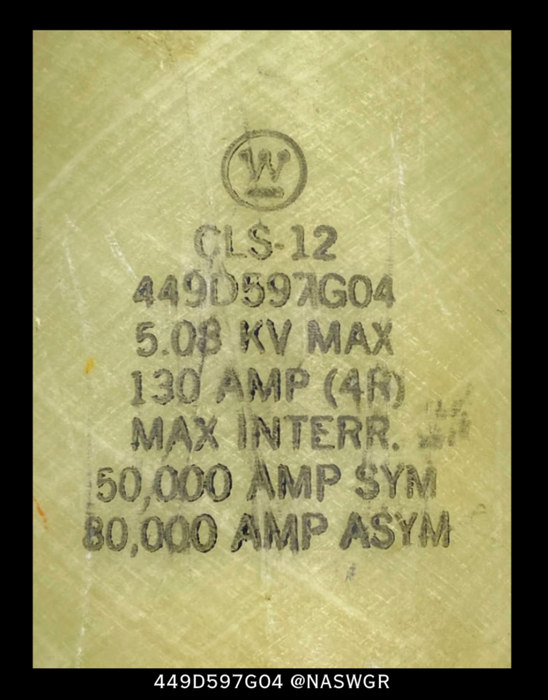 W
CLS-12
449D597G04
5.08 KV MAX
130 AMP (4R)
MAX INTERR.
50,000 AMP SYM
80,000 AMP ASYM
449D597G04 @NASWGR